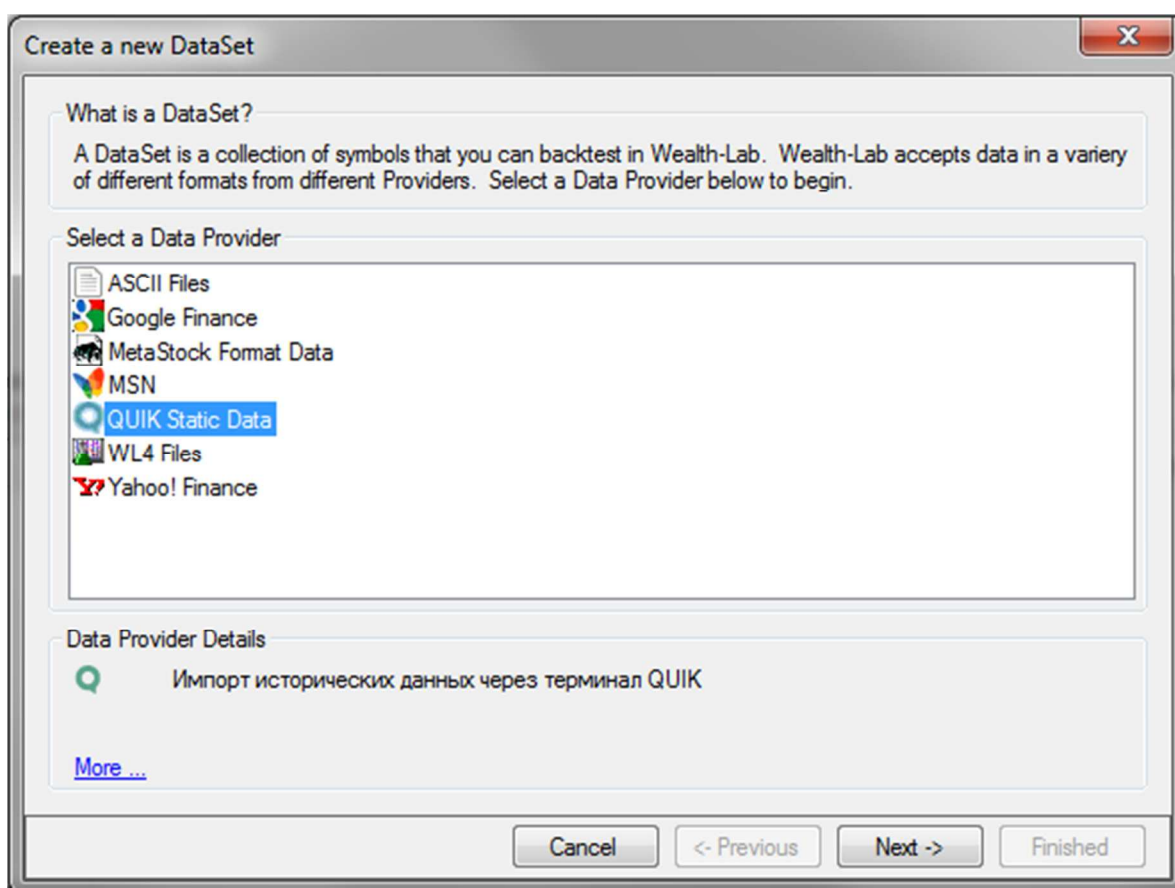 Create a new DataSet
What is a DataSet?
A DataSet is a collection of symbols that you can backtest in Wealth-Lab.  Wealth-Lab accepts data in a variery
of different formats from different Providers.  Select a Data Provider below to begin.
Select a Data Provider
ASCII Files
Google Finance
MetaStock Format Data
MSN
QUIK Static Data
WL4 Files
Yahoo! Finance
Data Provider Details
Импорт исторических данных через терминал QUIK
More ...
Cancel
<- Previous
Next ->
Finished